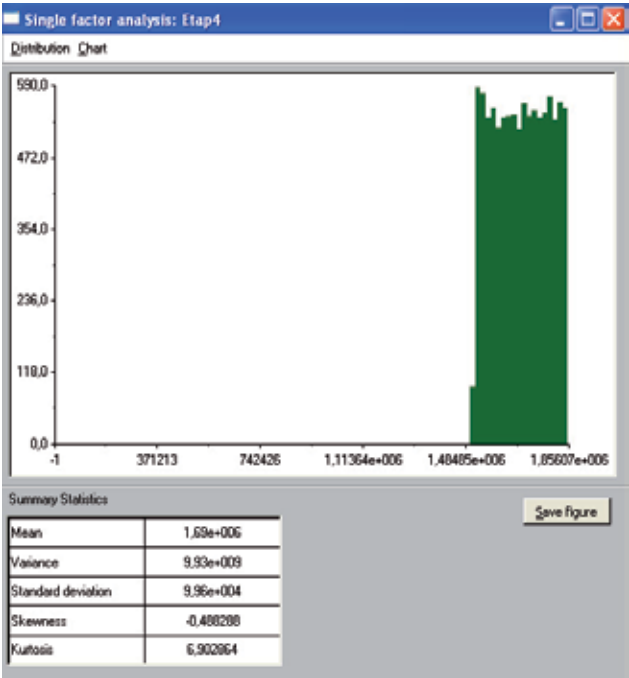 Single factor analysis: Etap4
Distribution Chart
590,0
472,0
354,0
236,0
118,0
0,0
-1 371213 742426 1,11364e+006 1,48485e+006 1,85607e+006
Summary Statistics
Save figure
Mean 1,69e+006
Variance 9,93e+009
Standard deviation 9,96e+004
Skewness -0,488288
Kurtosis 6,902864